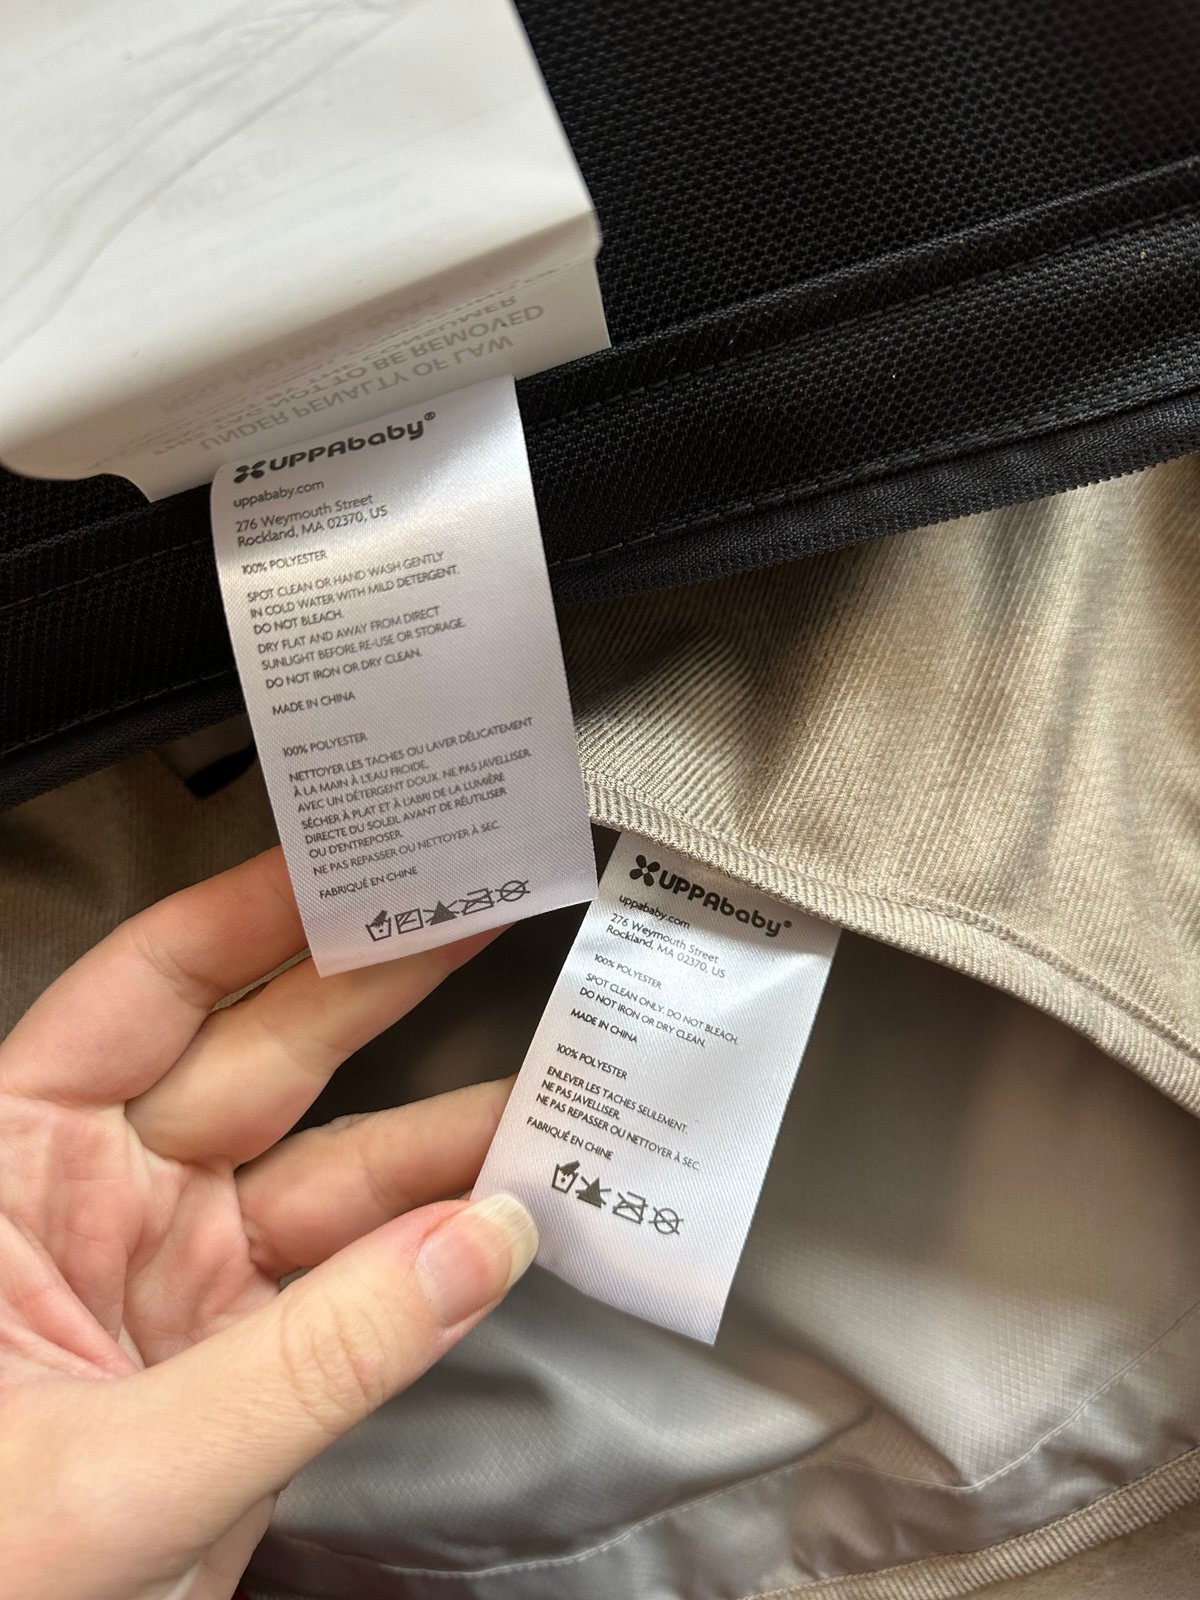 UNDER PENALTY OF LAW
THIS TAG NOT TO BE REMOVED
CONSUMER
UPPAbaby®
uppababy.com
276 Weymouth Street
Rockland, MA 02370, US
100% POLYESTER
SPOT CLEAN OR HAND WASH GENTLY
IN COLD WATER WITH MILD DETERGENT.
DO NOT BLEACH.
DRY FLAT AND AWAY FROM DIRECT
SUNLIGHT BEFORE RE-USE OR STORAGE.
DO NOT IRON OR DRY CLEAN.
MADE IN CHINA
100% POLYESTER
NETTOYER LES TACHES OU LAVER DÉLICATEMENT
À LA MAIN À L'EAU FROIDE,
AVEC UN DÉTERGENT DOUX. NE PAS JAVELLISER.
SÉCHER À PLAT ET À L'ABRI DE LA LUMIÈRE
DIRECTE DU SOLEIL AVANT DE RÉUTILISER
OU D'ENTREPOSER.
NE PAS REPASSER OU NETTOYER À SEC.
FABRIQUÉ EN CHINE
UPPAbaby®
uppababy.com
276 Weymouth Street
Rockland, MA 02370, US
100% POLYESTER
SPOT CLEAN ONLY. DO NOT BLEACH.
DO NOT IRON OR DRY CLEAN.
MADE IN CHINA
100% POLYESTER
ENLEVER LES TACHES SEULEMENT.
NE PAS JAVELLISER.
NE PAS REPASSER OU NETTOYER À SEC.
FABRIQUÉ EN CHINE